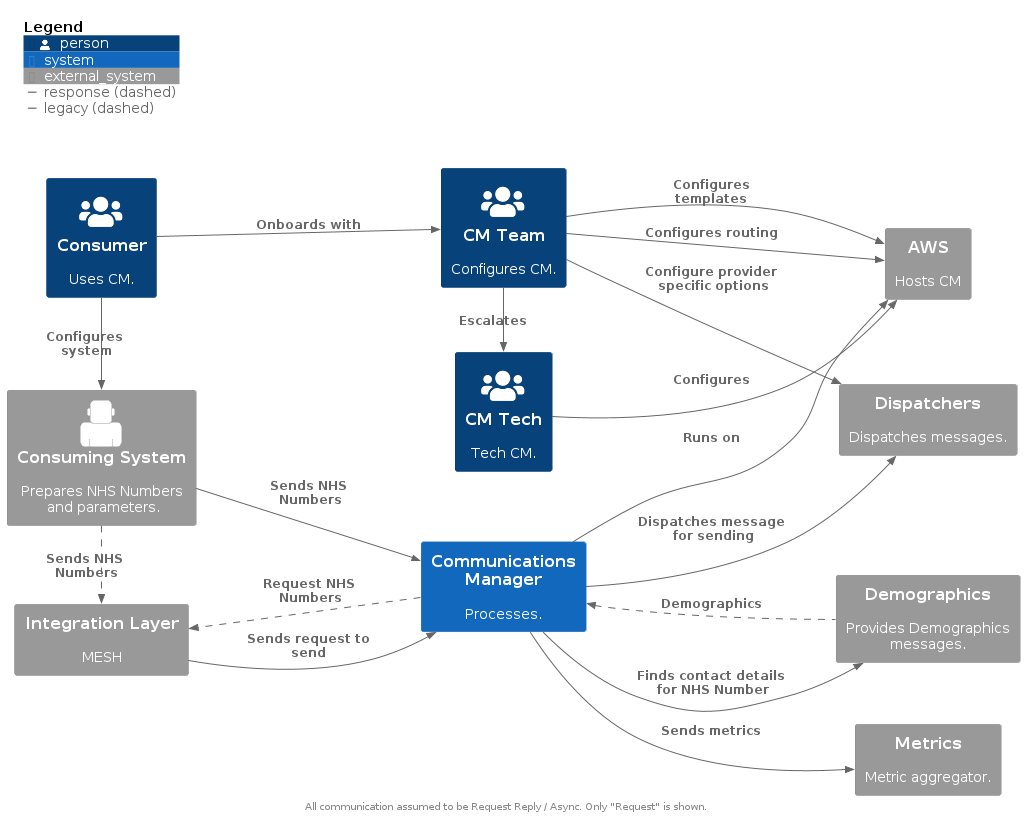 Legend
person
system
external_system
response (dashed)
legacy (dashed)
Consumer
Uses CM.
Onboards with
CM Team
Configures CM.
Configures
templates
Configures routing
Configure provider
specific options
AWS
Hosts CM
Escalates
Configures
system
CM Tech
Tech CM.
Configures
Dispatchers
Dispatches messages.
Runs on
Consuming System
Prepares NHS Numbers
and parameters.
Sends NHS
Numbers
Dispatches message
for sending
Sends NHS
Numbers
Communications
Manager
Processes.
Request NHS
Numbers
Demographics
Demographics
Provides Demographics
messages.
Integration Layer
MESH
Sends request to
send
Finds contact details
for NHS Number
Sends metrics
Metrics
Metric aggregator.
All communication assumed to be Request Reply / Async. Only "Request" is shown.